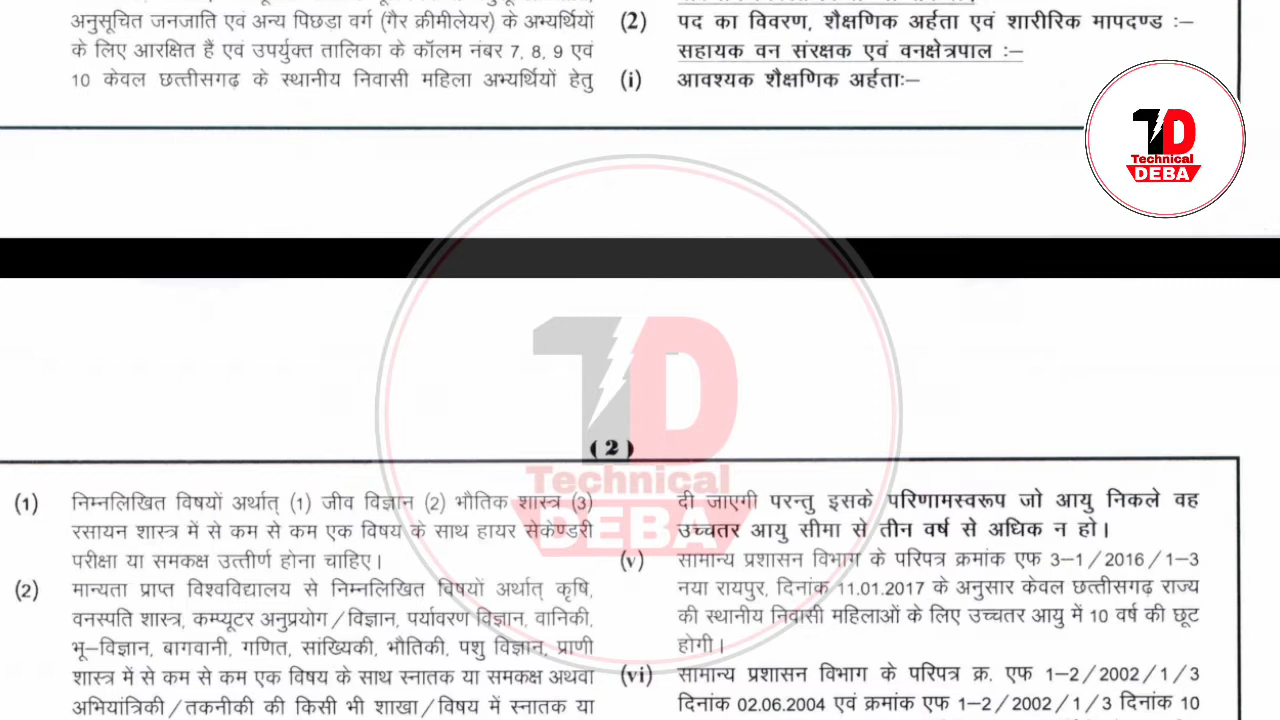 अनुसूचित जनजाति एवं अन्य पिछडा वर्ग (गैर क्रीमीलेयर) के अभ्यर्थियों
के लिए आरक्षित हैं एवं उपर्युक्त तालिका के कॉलम नंबर 7, 8, 9 एवं
10 केवल छत्तीसगढ़ के स्थानीय निवासी महिला अभ्यर्थियों हेतु
(2) पद का विवरण, शैक्षणिक अर्हता एवं शारीरिक मापदण्ड :–
सहायक वन संरक्षक एवं वनक्षेत्रपाल :–
(i) आवश्यक शैक्षणिक अर्हताः–
TD
Technical
DEBA
(2)
TD
Technical
DEBA
(1) निम्नलिखित विषयों अर्थात् (1) जीव विज्ञान (2) भौतिक शास्त्र (3)
रसायन शास्त्र में से कम से कम एक विषय के साथ हायर सेकेण्डरी
परीक्षा या समकक्ष उत्तीर्ण होना चाहिए।
(2) मान्यता प्राप्त विश्वविद्यालय से निम्नलिखित विषयों अर्थात् कृषि,
वनस्पति शास्त्र, कम्प्यूटर अनुप्रयोग/विज्ञान, पर्यावरण विज्ञान, वानिकी,
भू–विज्ञान, बागवानी, गणित, सांख्यिकी, भौतिकी, पशु विज्ञान, प्राणी
शास्त्र में से कम से कम एक विषय के साथ स्नातक या समकक्ष अथवा
अभियांत्रिकी/तकनीकी की किसी भी शाखा/विषय में स्नातक या
दी जाएगी परन्तु इसके परिणामस्वरूप जो आयु निकले वह
उच्चतर आयु सीमा से तीन वर्ष से अधिक न हो।
(v) सामान्य प्रशासन विभाग के परिपत्र क्रमांक एफ 3–1/2016/1–3
नया रायपुर, दिनांक 11.01.2017 के अनुसार केवल छत्तीसगढ़ राज्य
की स्थानीय निवासी महिलाओं के लिए उच्चतर आयु में 10 वर्ष की छूट
होगी।
(vi) सामान्य प्रशासन विभाग के परिपत्र क्र. एफ 1–2/2002/1/3
दिनांक 02.06.2004 एवं क्रमांक एफ 1–2/2002/1/3 दिनांक 10